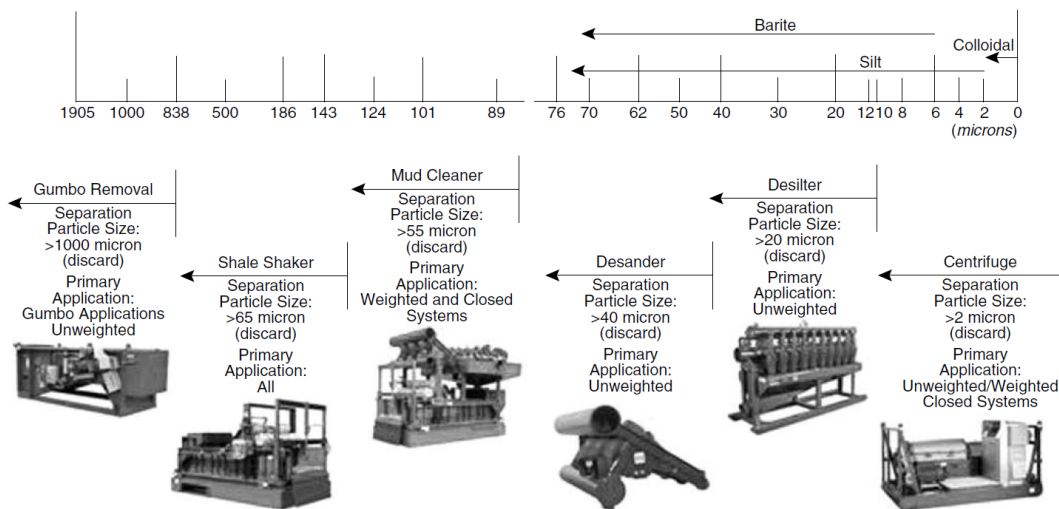 Barite
Colloidal
Silt
1905 1000 838 500 186 143 124 101 89 76 70 62 50 40 30 20 12 10 8 6 4 2 0
(microns)
Gumbo Removal
Separation
Particle Size:
>1000 micron
(discard)
Primary
Application:
Gumbo Applications
Unweighted
Shale Shaker
Separation
Particle Size:
>65 micron
(discard)
Primary
Application:
All
Mud Cleaner
Separation
Particle Size:
>55 micron
(discard)
Primary
Application:
Weighted and Closed
Systems
Desander
Separation
Particle Size:
>40 micron
(discard)
Primary
Application:
Unweighted
Desilter
Separation
Particle Size:
>20 micron
(discard)
Primary
Application:
Unweighted
Centrifuge
Separation
Particle Size:
>2 micron
(discard)
Primary
Application:
Unweighted/Weighted
Closed Systems